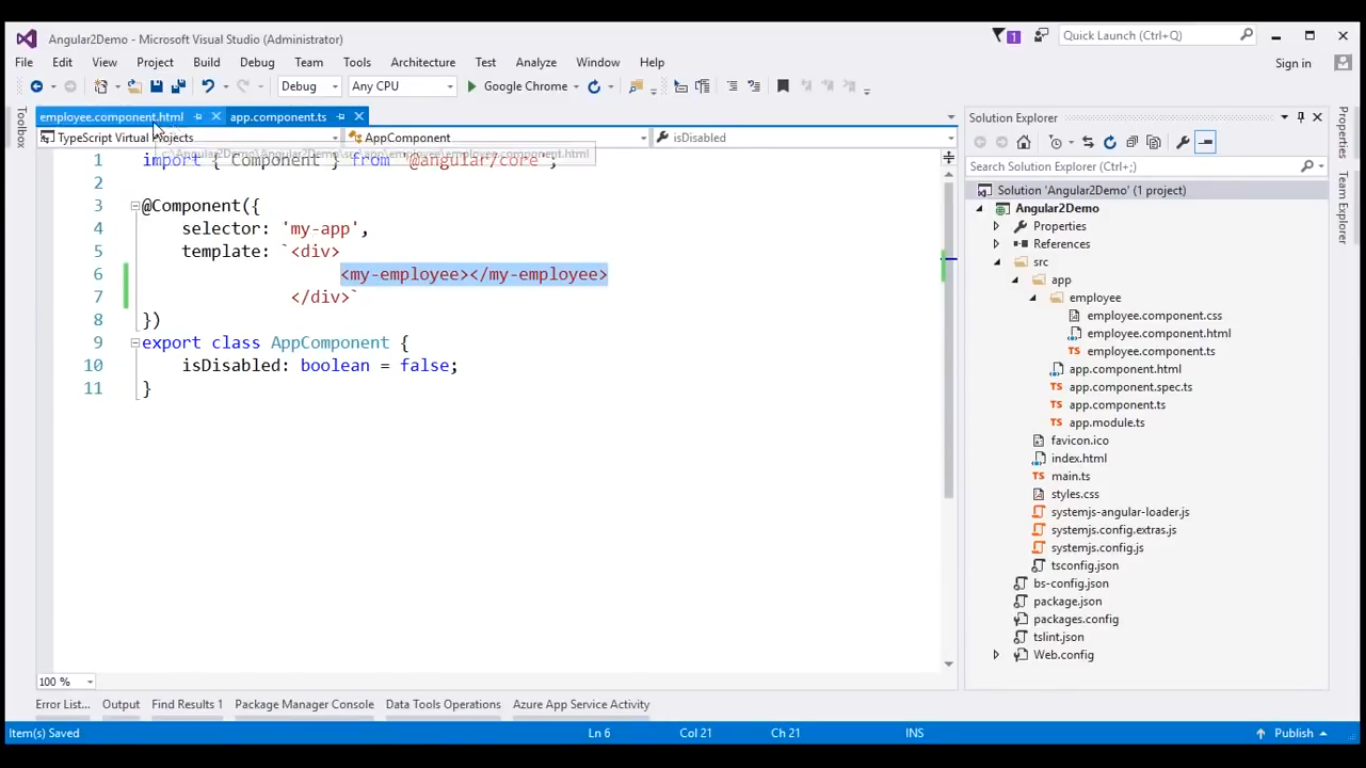 Angular2Demo - Microsoft Visual Studio (Administrator)
1
Quick Launch (Ctrl+Q)
File Edit View Project Build Debug Team Tools Architecture Test Analyze Window Help
Sign in
Debug Any CPU Google Chrome
Toolbox
employee.component.html app.component.ts
TypeScript Virtual Projects AppComponent isDisabled
1 import { Component } from '@angular/core';
2
3 @Component({
4 selector: 'my-app',
5 template: `<div>
6 <my-employee></my-employee>
7 </div>`
8 })
9 export class AppComponent {
10 isDisabled: boolean = false;
11 }
100 %
Solution Explorer
Search Solution Explorer (Ctrl+;)
Solution 'Angular2Demo' (1 project)
Angular2Demo
Properties
References
src
app
employee
employee.component.css
employee.component.html
employee.component.ts
app.component.html
app.component.spec.ts
app.component.ts
app.module.ts
favicon.ico
index.html
main.ts
styles.css
systemjs-angular-loader.js
systemjs.config.extras.js
systemjs.config.js
tsconfig.json
bs-config.json
package.json
packages.config
tslint.json
Web.config
Properties
Team Explorer
Error List... Output Find Results 1 Package Manager Console Data Tools Operations Azure App Service Activity
Item(s) Saved Ln 6 Col 21 Ch 21 INS Publish